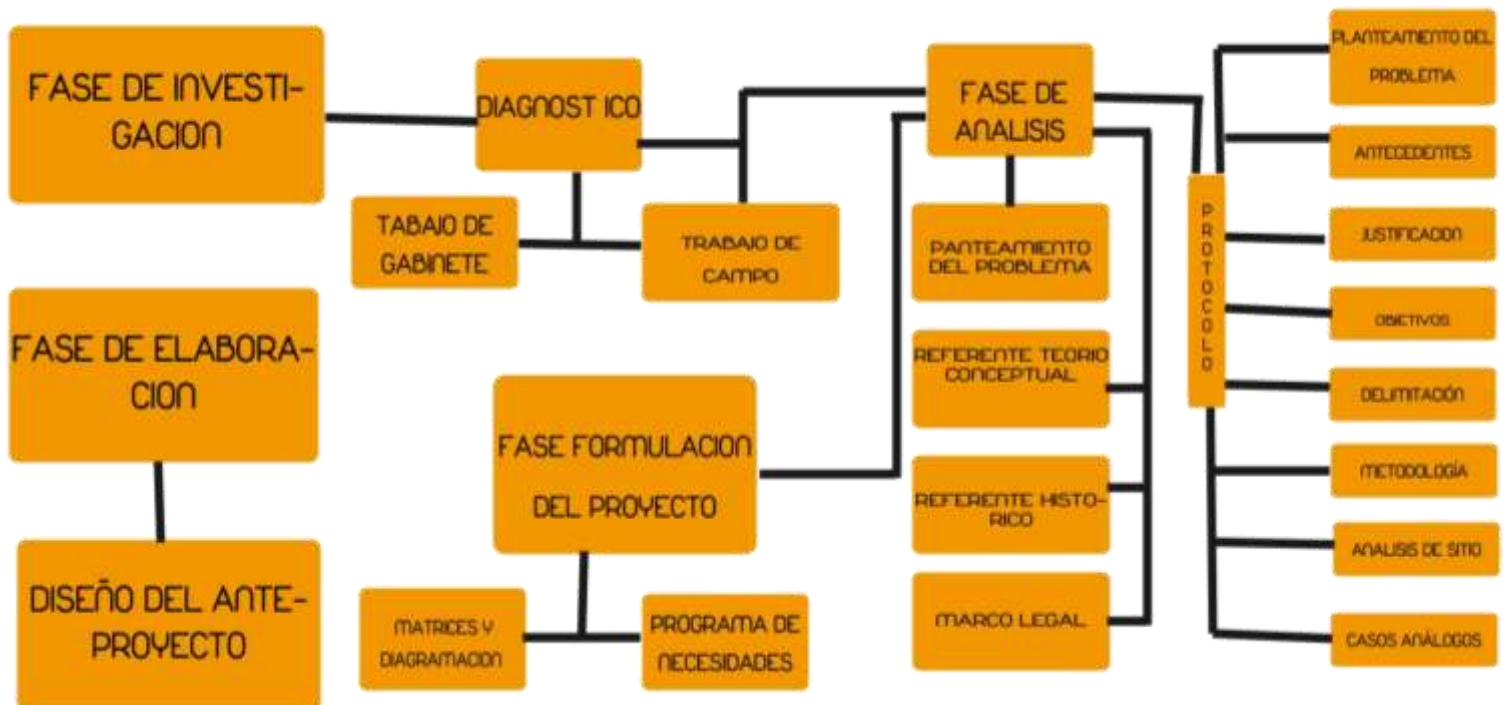 FASE DE INVESTI-
GACION
DIAGNOST ICO
TABAJO DE
GABINETE
TRABAJO DE
CAMPO
FASE DE ELABORA-
CION
DISEÑO DEL ANTE-
PROYECTO
FASE FORMULACION
DEL PROYECTO
MATRICES Y
DIAGRAMACION
PROGRAMA DE
NECESIDADES
FASE DE
ANALISIS
PANTEAMIENTO
DEL PROBLEMA
REFERENTE TEORIO
CONCEPTUAL
REFERENTE HISTO-
RICO
MARCO LEGAL
PROTOCOLO
PLANTEAMIENTO DEL
PROBLEMA
ANTECEDENTES
JUSTIFICACION
OBJETIVOS
DELIMITACIÓN
METODOLOGÍA
ANALISIS DE SITIO
CASOS ANÁLOGOS